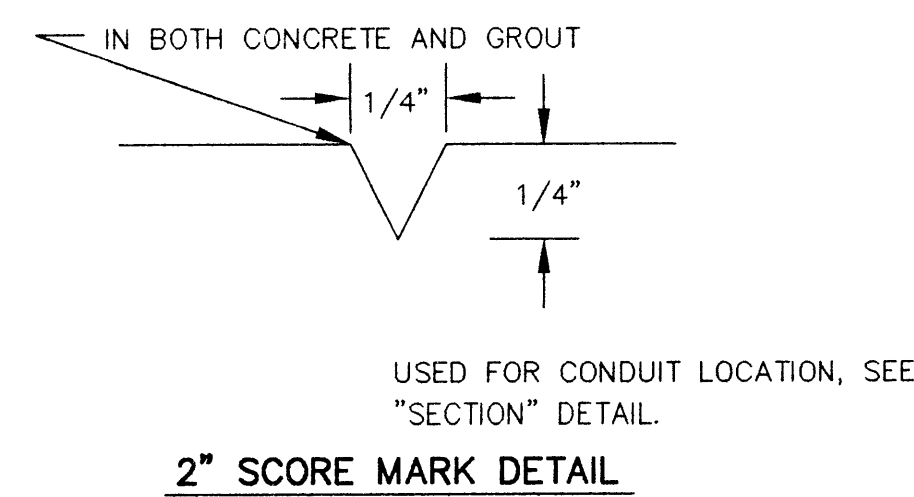 IN BOTH CONCRETE AND GROUT
1/4"
1/4"
USED FOR CONDUIT LOCATION, SEE
"SECTION" DETAIL.
2" SCORE MARK DETAIL